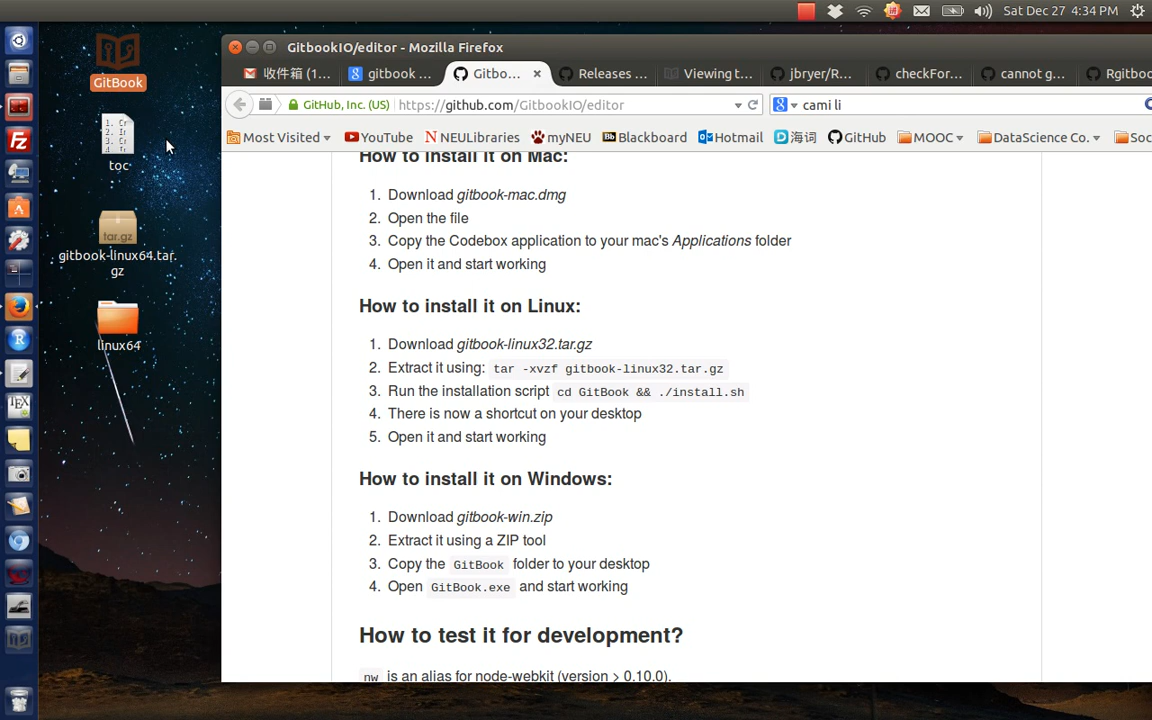 Sat Dec 27 4:34 PM
GitbookIO/editor - Mozilla Firefox
收件箱 (1...
gitbook ...
Gitbo...
Releases ...
Viewing t...
jbryer/R...
checkFor...
cannot g...
Rgitboo
GitHub, Inc. (US)
https://github.com/GitbookIO/editor
cami li
Most Visited
YouTube
NEULibraries
myNEU
Bb
Blackboard
Hotmail
海词
GitHub
MOOC
DataScience Co.
Soc
GitBook
toc
tar.gz
gitbook-linux64.tar.
gz
linux64
How to install it on Mac:
1. Download gitbook-mac.dmg
2. Open the file
3. Copy the Codebox application to your mac's Applications folder
4. Open it and start working
How to install it on Linux:
1. Download gitbook-linux32.tar.gz
2. Extract it using: tar -xvzf gitbook-linux32.tar.gz
3. Run the installation script cd GitBook && ./install.sh
4. There is now a shortcut on your desktop
5. Open it and start working
How to install it on Windows:
1. Download gitbook-win.zip
2. Extract it using a ZIP tool
3. Copy the GitBook folder to your desktop
4. Open GitBook.exe and start working
How to test it for development?
nw is an alias for node-webkit (version > 0.10.0).